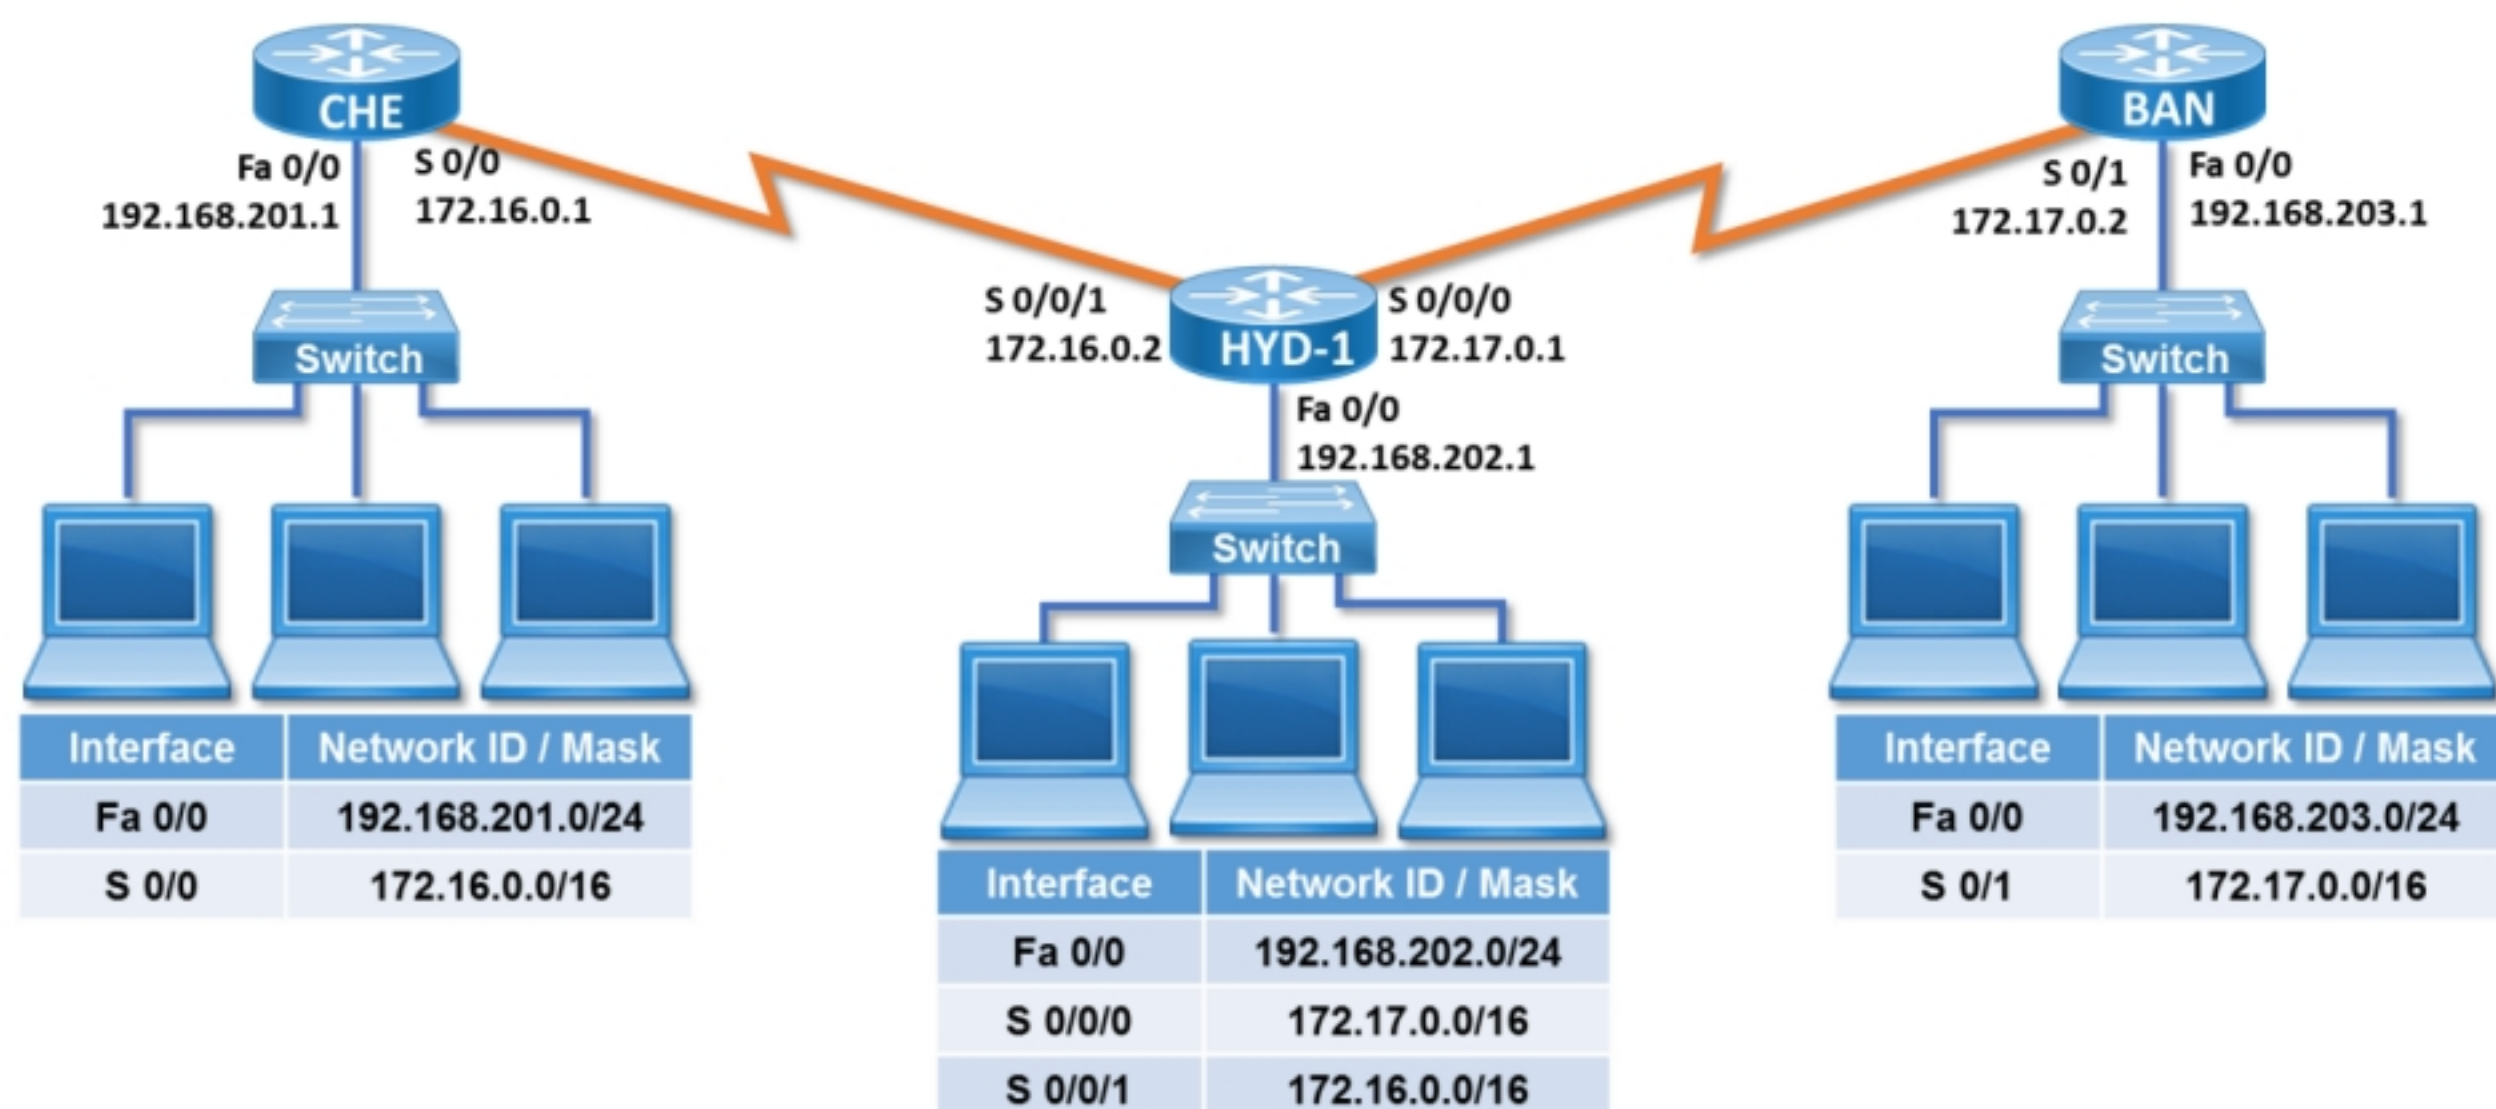 CHE
Fa 0/0
192.168.201.1
S 0/0
172.16.0.1
Switch
Interface Network ID / Mask
Fa 0/0 192.168.201.0/24
S 0/0 172.16.0.0/16
S 0/0/1
172.16.0.2
HYD-1
S 0/0/0
172.17.0.1
Fa 0/0
192.168.202.1
Switch
Interface Network ID / Mask
Fa 0/0 192.168.202.0/24
S 0/0/0 172.17.0.0/16
S 0/0/1 172.16.0.0/16
BAN
S 0/1
172.17.0.2
Fa 0/0
192.168.203.1
Switch
Interface Network ID / Mask
Fa 0/0 192.168.203.0/24
S 0/1 172.17.0.0/16